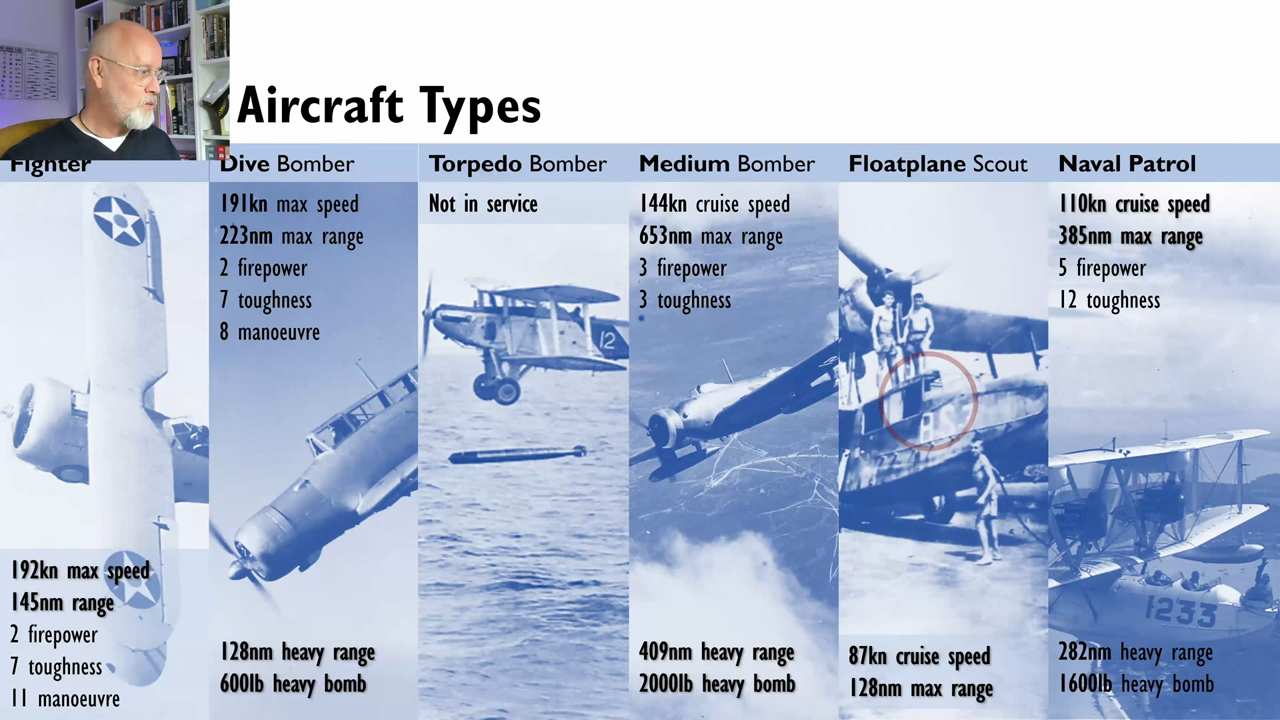 Aircraft Types
Fighter
192kn max speed
145nm range
2 firepower
7 toughness
11 manoeuvre
Dive Bomber
191kn max speed
223nm max range
2 firepower
7 toughness
8 manoeuvre
128nm heavy range
600lb heavy bomb
Torpedo Bomber
Not in service
12
Medium Bomber
144kn cruise speed
653nm max range
3 firepower
3 toughness
409nm heavy range
2000lb heavy bomb
Floatplane Scout
87kn cruise speed
128nm max range
Naval Patrol
110kn cruise speed
385nm max range
5 firepower
12 toughness
1233
282nm heavy range
1600lb heavy bomb